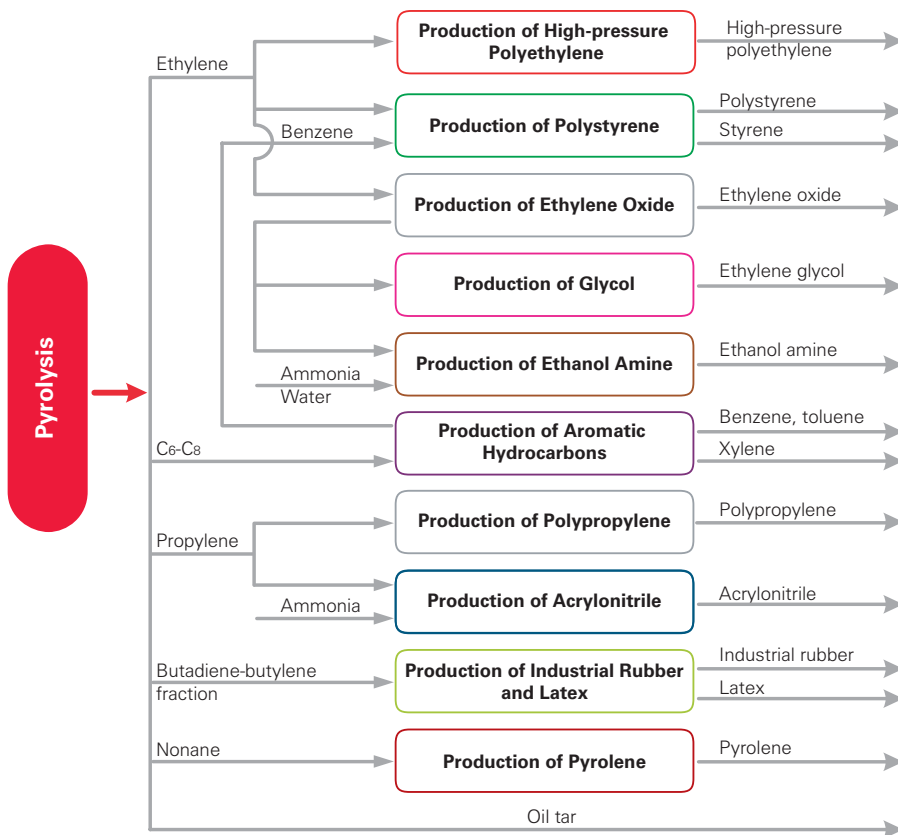 Pyrolysis
Ethylene
Production of High-pressure
Polyethylene
High-pressure
polyethylene
Benzene
Production of Polystyrene
Polystyrene
Styrene
Production of Ethylene Oxide
Ethylene oxide
Production of Glycol
Ethylene glycol
Ammonia
Water
Production of Ethanol Amine
Ethanol amine
C6-C8
Production of Aromatic
Hydrocarbons
Benzene, toluene
Xylene
Propylene
Production of Polypropylene
Polypropylene
Ammonia
Production of Acrylonitrile
Acrylonitrile
Butadiene-butylene
fraction
Production of Industrial Rubber
and Latex
Industrial rubber
Latex
Nonane
Production of Pyrolene
Pyrolene
Oil tar